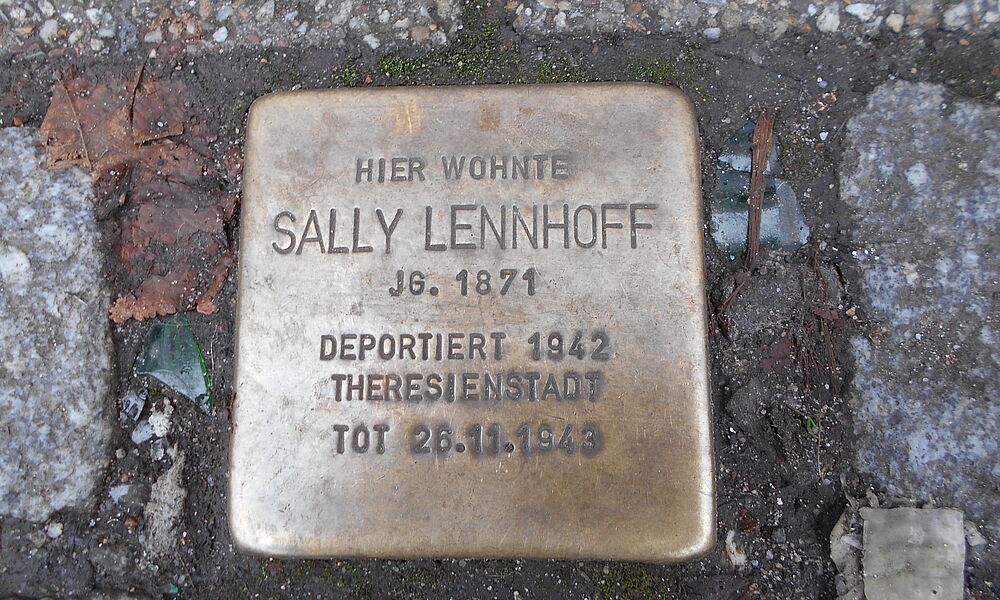 HIER WOHNTE
SALLY LENNHOFF
JG. 1871
DEPORTIERT 1942
THERESIENSTADT
TOT 26.11.1943